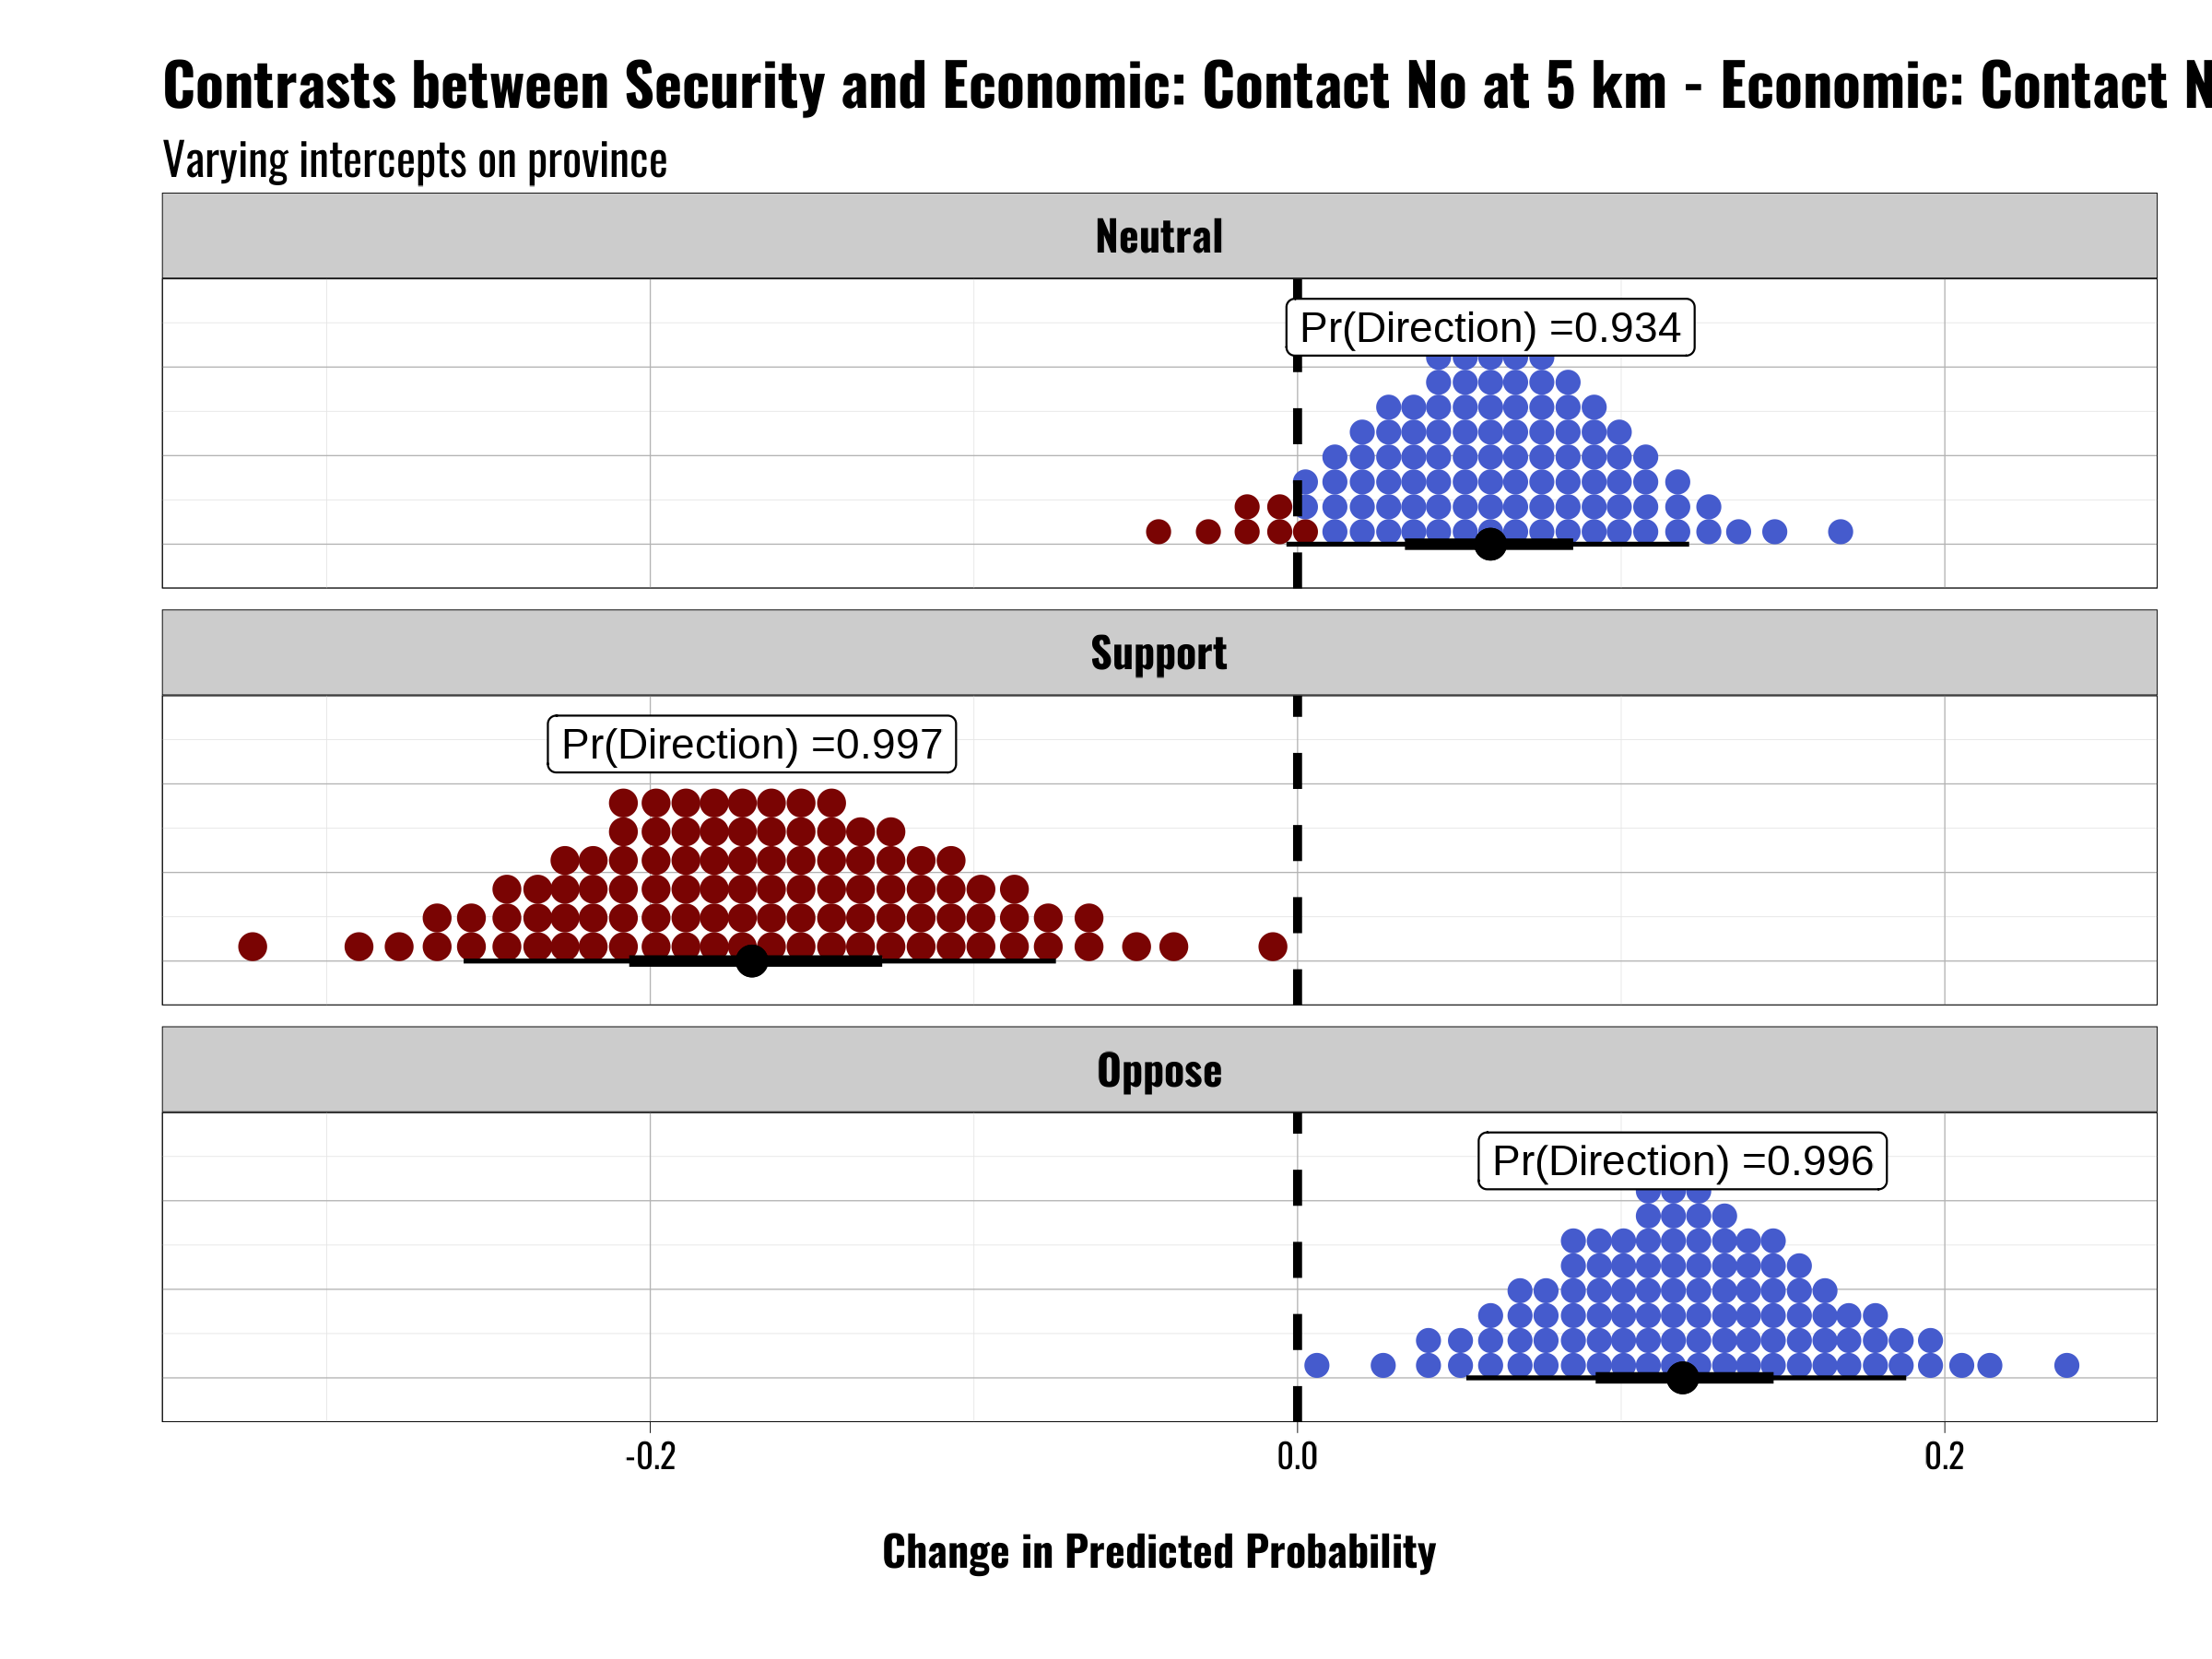 Contrasts between Security and Economic: Contact No at 5 km - Economic: Contact
Varying intercepts on province
Neutral
Pr(Direction) =0.934
Support
Pr(Direction) =0.997
Oppose
Pr(Direction) =0.996
-0.2 0.0 0.2
Change in Predicted Probability